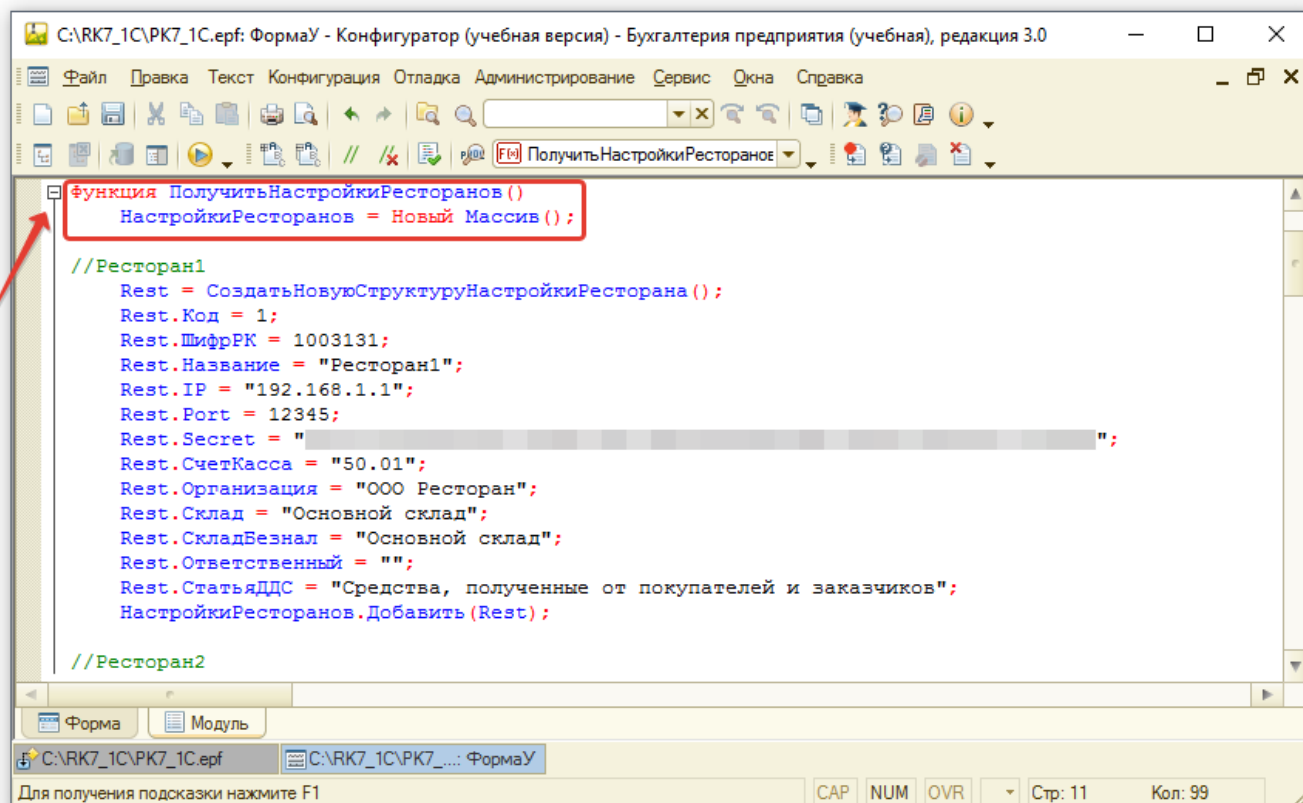 C:\RK7_1C\PK7_1C.epf: ФормаУ - Конфигуратор (учебная версия) - Бухгалтерия предприятия (учебная), редакция 3.0
Файл Правка Текст Конфигурация Отладка Администрирование Сервис Окна Справка
ПолучитьНастройкиРесторанов
Функция ПолучитьНастройкиРесторанов()
НастройкиРесторанов = Новый Массив();
//Ресторан1
Rest = СоздатьНовуюСтруктуруНастройкиРесторана();
Rest.Код = 1;
Rest.ШифрРК = 1003131;
Rest.Название = "Ресторан1";
Rest.IP = "192.168.1.1";
Rest.Port = 12345;
Rest.Secret = " ";
Rest.СчетКасса = "50.01";
Rest.Организация = "ООО Ресторан";
Rest.Склад = "Основной склад";
Rest.СкладБезнал = "Основной склад";
Rest.Ответственный = "";
Rest.СтатьяДДС = "Средства, полученные от покупателей и заказчиков";
НастройкиРесторанов.Добавить(Rest);
//Ресторан2
Форма Модуль
C:\RK7_1C\PK7_1C.epf C:\RK7_1C\PK7_...: ФормаУ
Для получения подсказки нажмите F1 CAP NUM OVR Стр: 11 Кол: 99